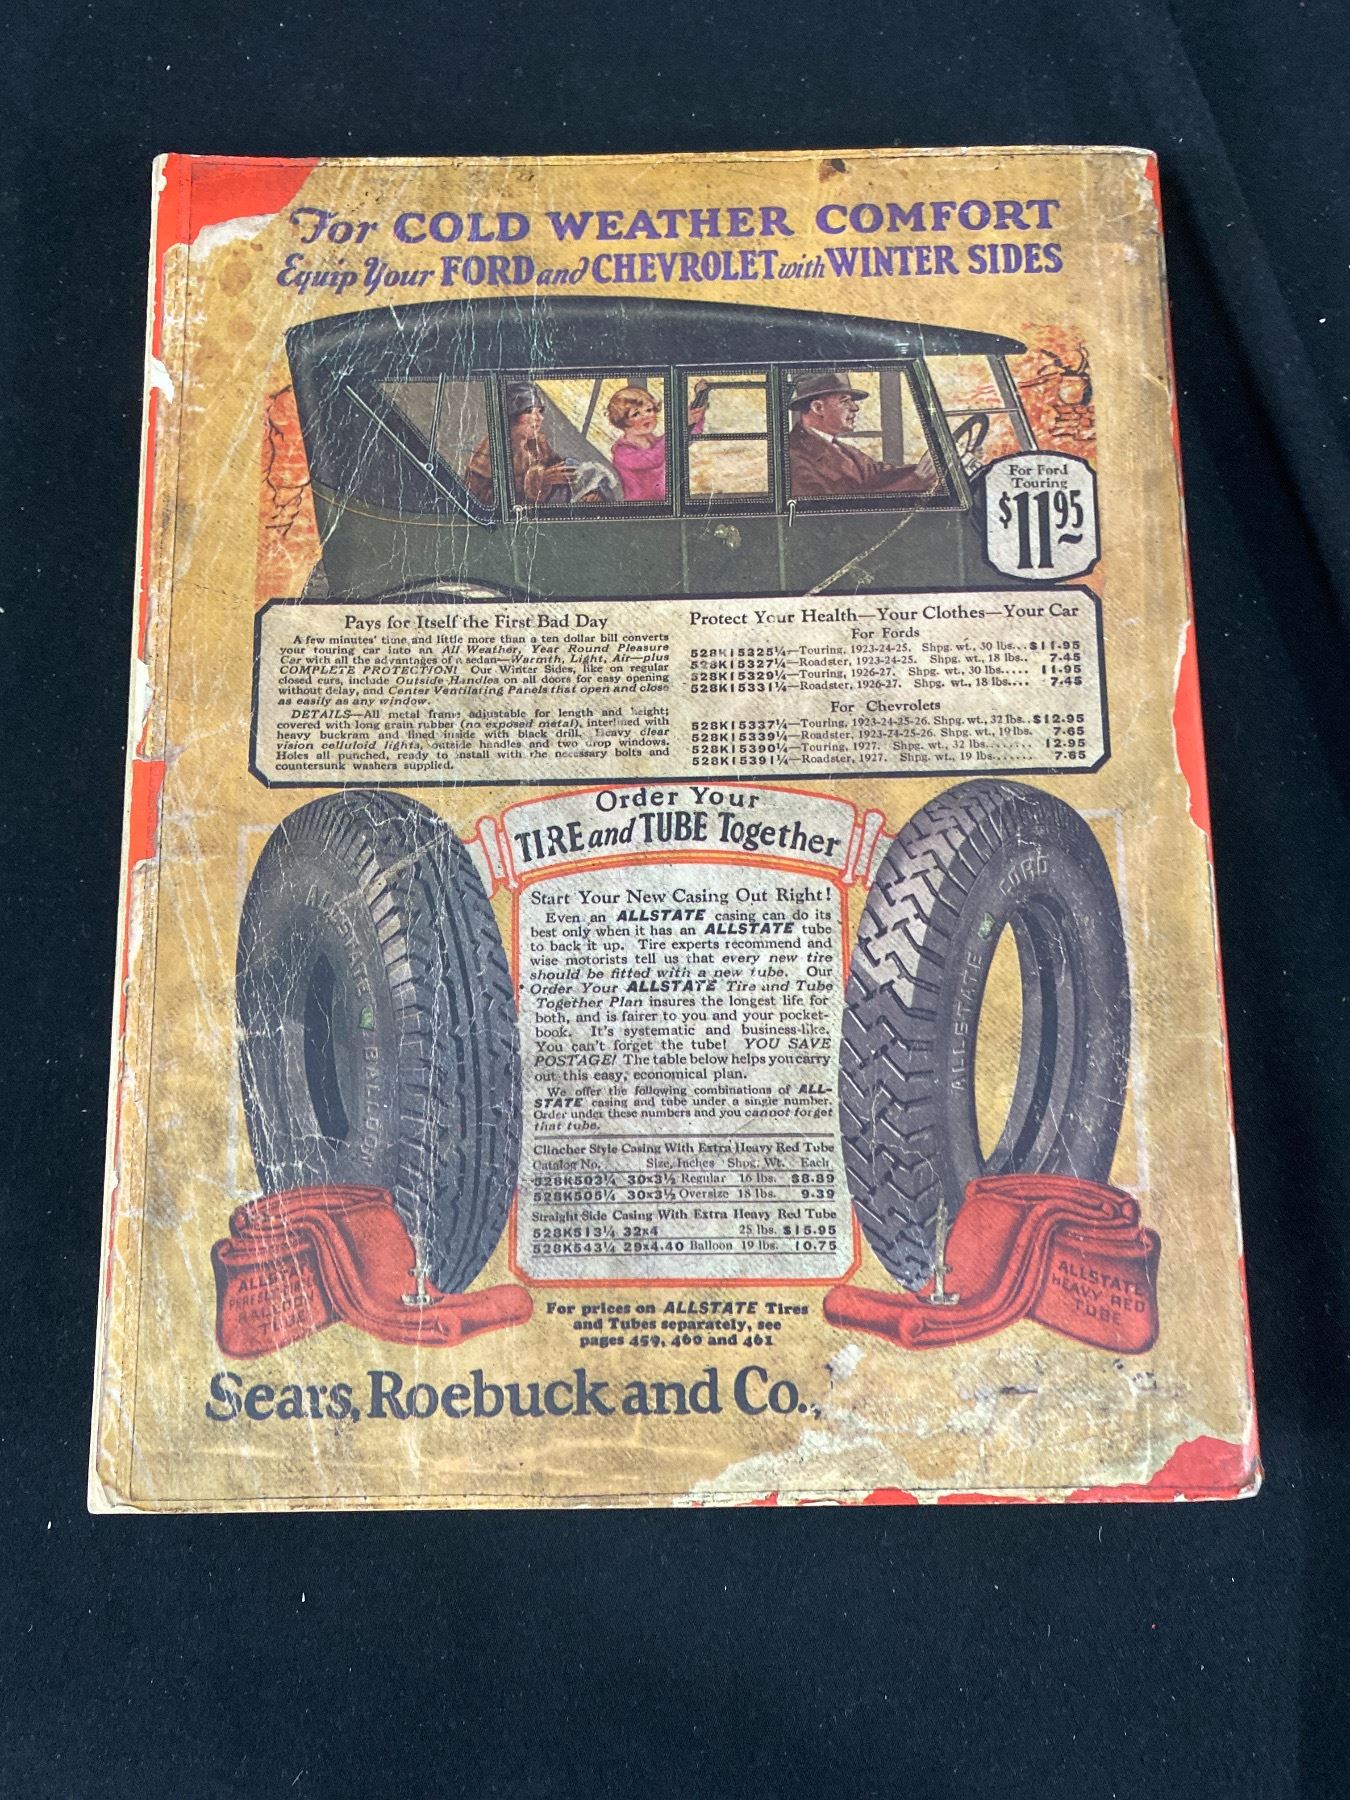 For COLD WEATHER COMFORT
Equip Your FORD and CHEVROLET with WINTER SIDES
For Ford
Touring
$11 95
Pays for Itself the First Bad Day
A few minutes' time and little more than a ten dollar bill converts
your touring car into an All Weather, Year Round Pleasure
Car with all the advantages of a sedan—Warmth, Light, Air—plus
COMPLETE PROTECTION! Our Winter Sides, like on regular
closed cars, include Outside Handles on all doors for easy opening
without delay, and Center Ventilating Panels that open and close
as easily as any window.
DETAILS—All metal frame adjustable for length and height;
covered with long grain rubber (no exposed metal), interlined with
heavy buckram and lined inside with black drill. Heavy clear
vision celluloid lights, outside handles and two drop windows.
Holes all punched, ready to install with the necessary bolts and
countersunk washers supplied.
Protect Your Health—Your Clothes—Your Car
For Fords
528K15325¼—Touring, 1923-24-25. Shpg. wt., 30 lbs...$11.95
528K15327¼—Roadster, 1923-24-25. Shpg. wt., 18 lbs.. 7.45
528K15329¼—Touring, 1926-27. Shpg. wt., 30 lbs..... 11.95
528K15331¼—Roadster, 1926-27. Shpg. wt., 18 lbs.... 7.45
For Chevrolets
528K15337¼—Touring, 1923-24-25-26. Shpg. wt., 32 lbs..$12.95
528K15339¼—Roadster, 1923-24-25-26. Shpg. wt., 19 lbs. 7.65
528K15390¼—Touring, 1927. Shpg. wt., 32 lbs........ 12.95
528K15391¼—Roadster, 1927. Shpg. wt., 19 lbs....... 7.65
Order Your
TIRE and TUBE Together
Start Your New Casing Out Right!
Even an ALLSTATE casing can do its
best only when it has an ALLSTATE tube
to back it up. Tire experts recommend and
wise motorists tell us that every new tire
should be fitted with a new tube. Our
Order Your ALLSTATE Tire and Tube
Together Plan insures the longest life for
both, and is fairer to you and your pocket-
book. It's systematic and business-like.
You can't forget the tube! YOU SAVE
POSTAGE! The table below helps you carry
out this easy, economical plan.
We offer the following combinations of ALL-
STATE casing and tube under a single number.
Order under these numbers and you cannot forget
that tube.
Clincher Style Casing With Extra Heavy Red Tube
Catalog No. Size, Inches Shpg. Wt. Each
528K503¼ 30x3½ Regular 16 lbs. $8.89
528K505¼ 30x3½ Oversize 18 lbs. 9.39
Straight Side Casing With Extra Heavy Red Tube
528K513¼ 32x4 25 lbs. $15.95
528K543¼ 29x4.40 Balloon 19 lbs. 10.75
ALLSTATE BALLOON
ALLSTATE FORD
BALLOON
TUBE
ALLSTATE
HEAVY RED
TUBE
For prices on ALLSTATE Tires
and Tubes separately, see
pages 459, 460 and 461
Sears, Roebuck and Co.,